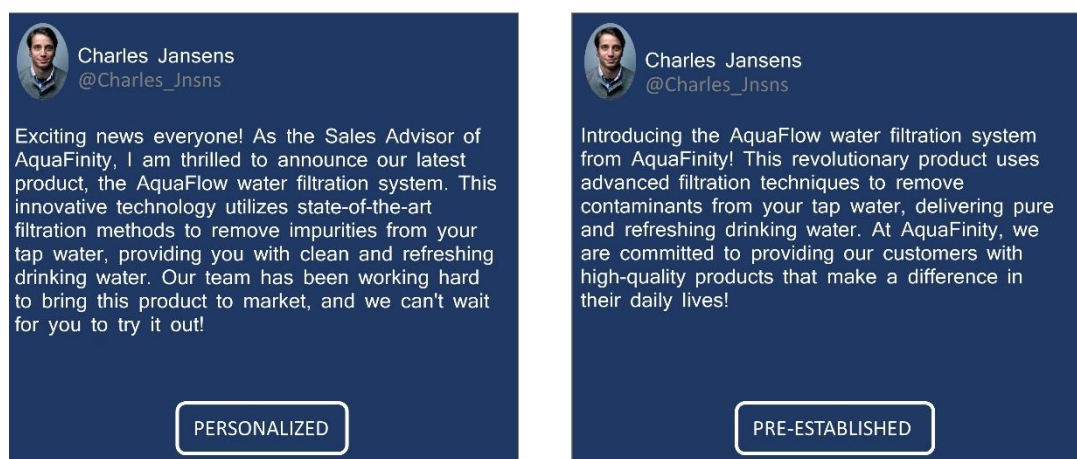 Charles Jansens
@Charles_Jnsns
Exciting news everyone! As the Sales Advisor of
AquaFinity, I am thrilled to announce our latest
product, the AquaFlow water filtration system. This
innovative technology utilizes state-of-the-art
filtration methods to remove impurities from your
tap water, providing you with clean and refreshing
drinking water. Our team has been working hard
to bring this product to market, and we can't wait
for you to try it out!
PERSONALIZED
Charles Jansens
@Charles_Jnsns
Introducing the AquaFlow water filtration system
from AquaFinity! This revolutionary product uses
advanced filtration techniques to remove
contaminants from your tap water, delivering pure
and refreshing drinking water. At AquaFinity, we
are committed to providing our customers with
high-quality products that make a difference in
their daily lives!
PRE-ESTABLISHED